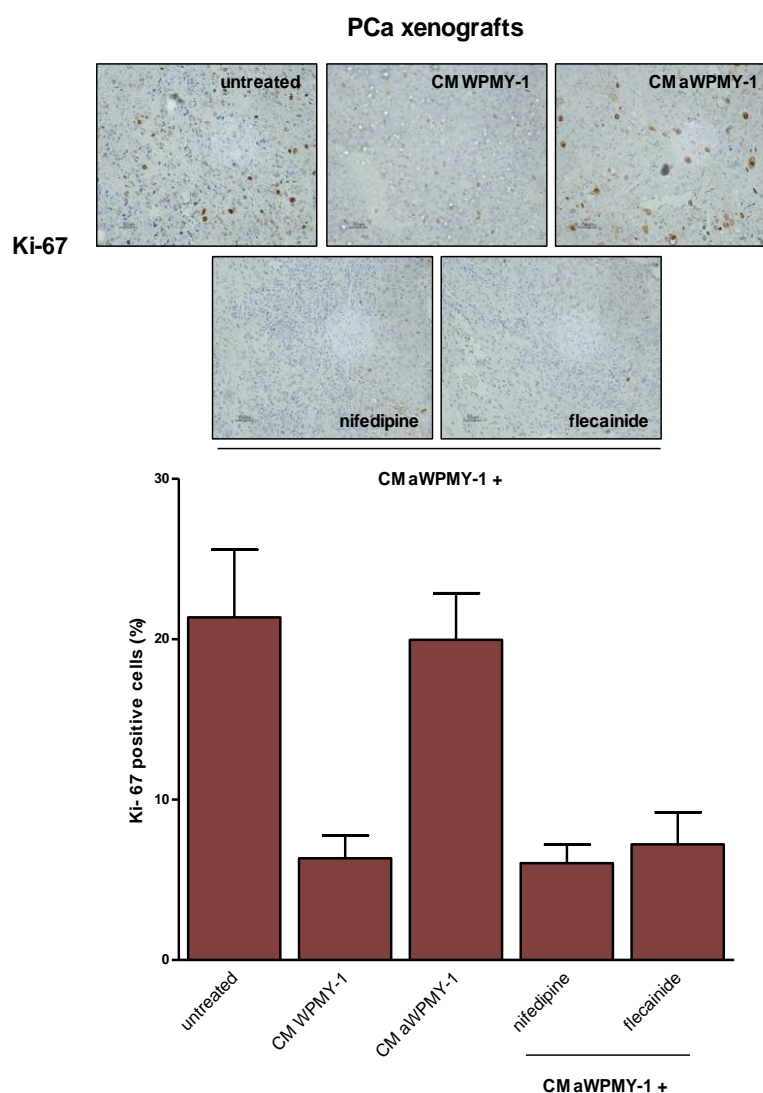 PCa xenografts
untreated
CM WPMY-1
CM aWPMY-1
Ki-67
nifedipine
flecainide
CM aWPMY-1 +
30
20
10
0
Ki- 67 positive cells (%)
untreated
CM WPMY-1
CM aWPMY-1
nifedipine
flecainide
CM aWPMY-1 +